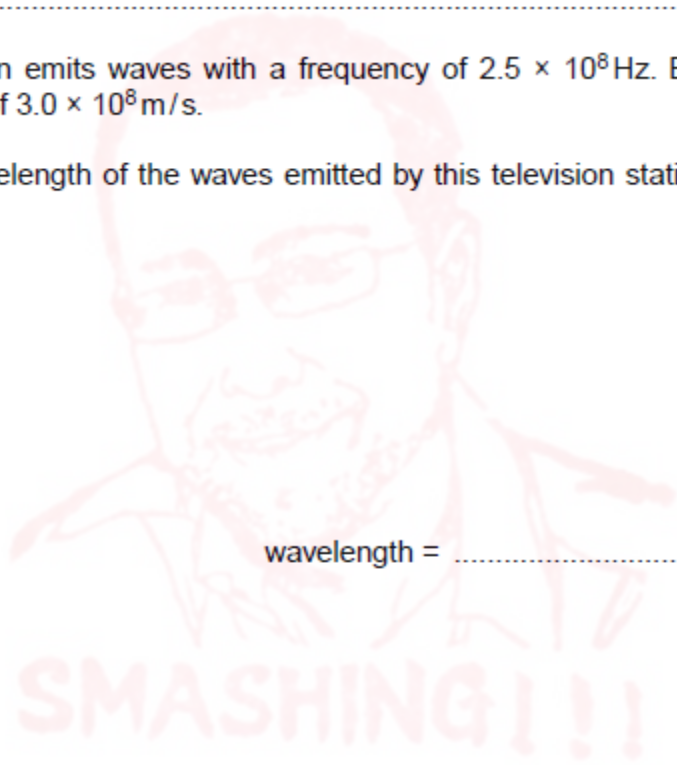 n emits waves with a frequency of 2.5 × 10⁸ Hz. E
f 3.0 × 10⁸ m/s.
elength of the waves emitted by this television stati
wavelength = ..............................
SMASHING!!!